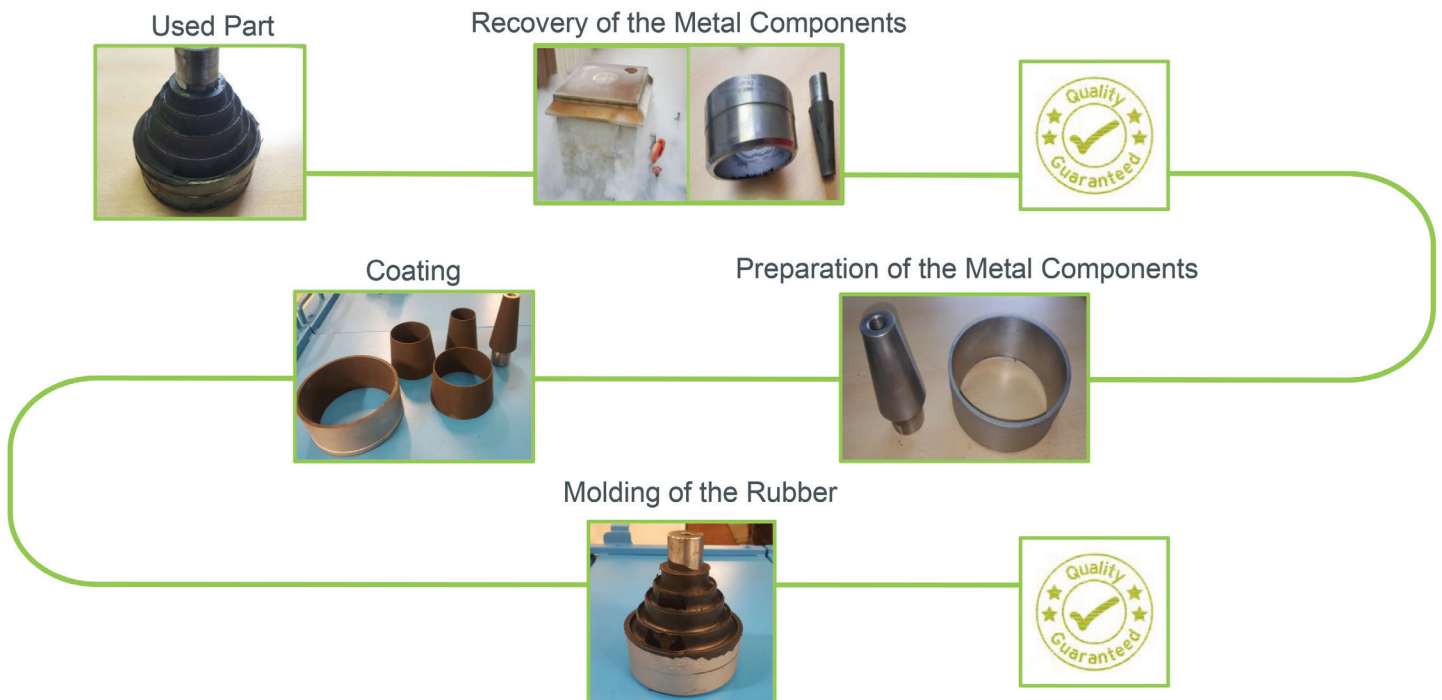 Used Part
Recovery of the Metal Components
Quality
Guaranteed
Coating
Preparation of the Metal Components
Molding of the Rubber
Quality
Guaranteed